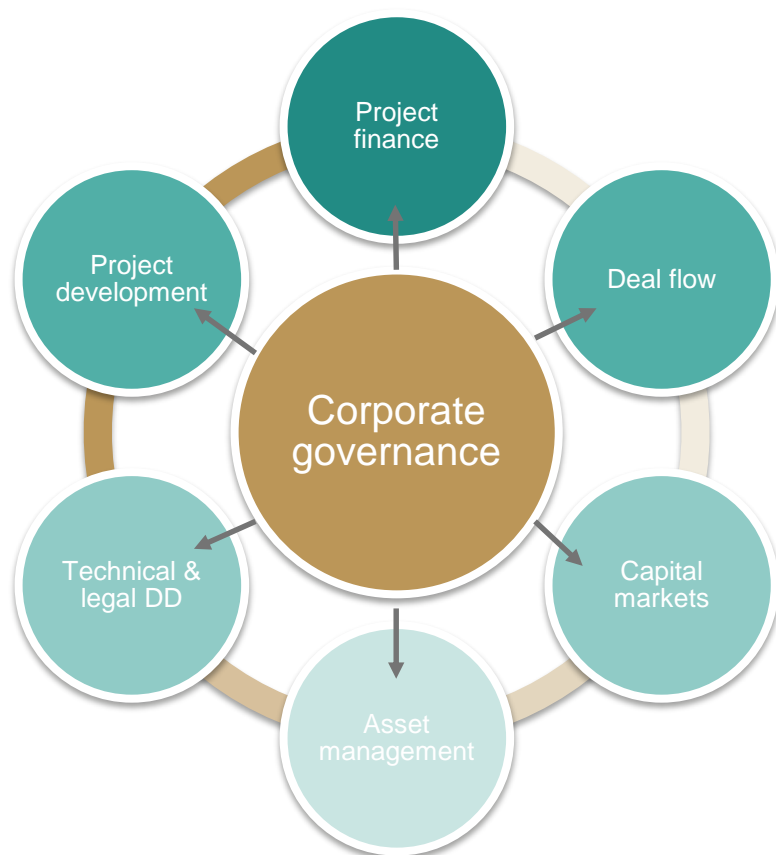 Project
finance
Project
development
Deal flow
Corporate
governance
Technical &
legal DD
Capital
markets
Asset
management